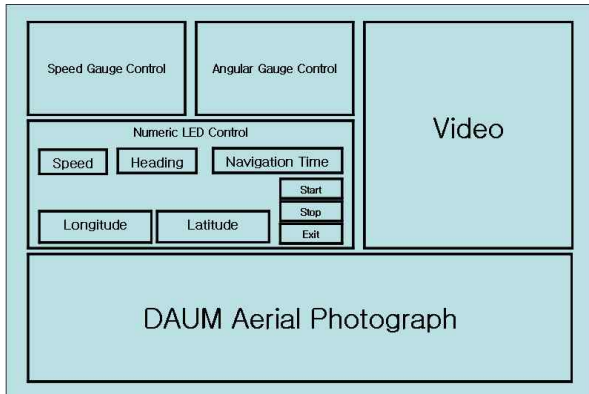 Speed Gauge Control
Angular Gauge Control
Video
Numeric LED Control
Speed
Heading
Navigation Time
Start
Stop
Exit
Longitude
Latitude
DAUM Aerial Photograph